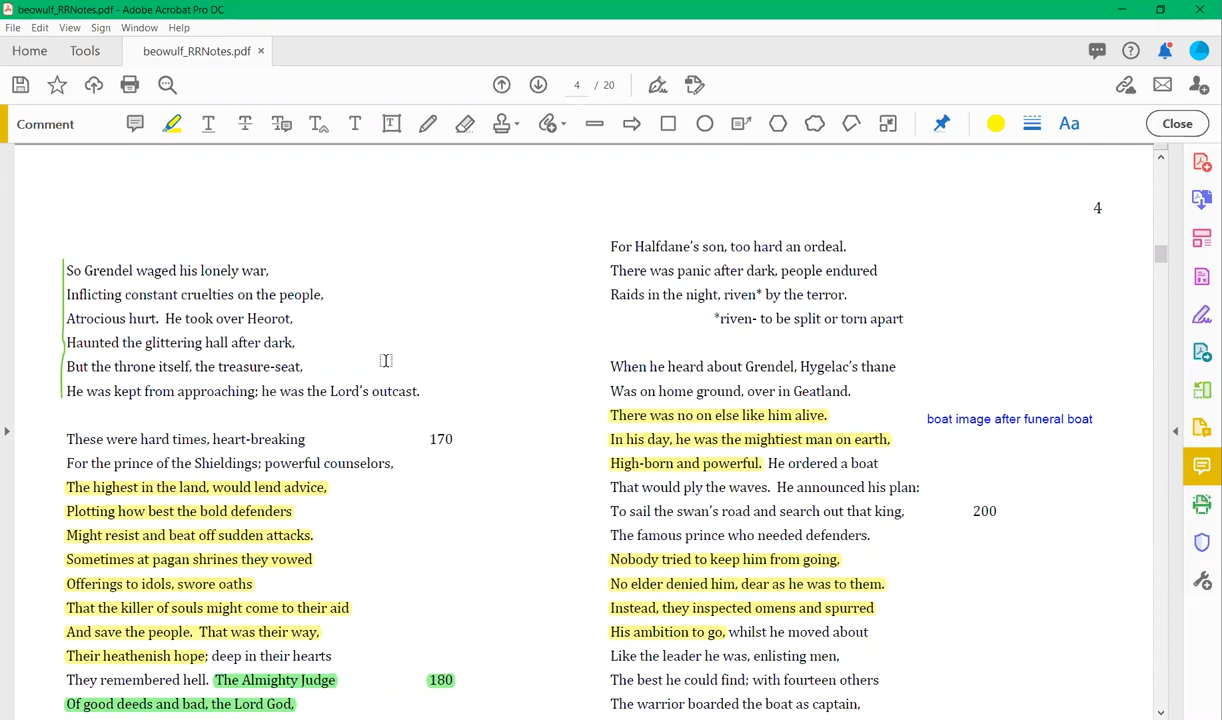 beowulf_RRNotes.pdf - Adobe Acrobat Pro DC
File Edit View Sign Window Help
Home Tools beowulf_RRNotes.pdf ×
4 / 20
Comment
Aa
Close
4
So Grendel waged his lonely war,
Inflicting constant cruelties on the people,
Atrocious hurt. He took over Heorot,
Haunted the glittering hall after dark,
But the throne itself, the treasure-seat,
He was kept from approaching; he was the Lord's outcast.
These were hard times, heart-breaking 170
For the prince of the Shieldings; powerful counselors,
The highest in the land, would lend advice,
Plotting how best the bold defenders
Might resist and beat off sudden attacks.
Sometimes at pagan shrines they vowed
Offerings to idols, swore oaths
That the killer of souls might come to their aid
And save the people. That was their way,
Their heathenish hope; deep in their hearts
They remembered hell. The Almighty Judge 180
Of good deeds and bad, the Lord God,
For Halfdane's son, too hard an ordeal.
There was panic after dark, people endured
Raids in the night, riven* by the terror.
*riven- to be split or torn apart
When he heard about Grendel, Hygelac's thane
Was on home ground, over in Geatland.
There was no on else like him alive.
In his day, he was the mightiest man on earth,
High-born and powerful. He ordered a boat
That would ply the waves. He announced his plan:
To sail the swan's road and search out that king, 200
The famous prince who needed defenders.
Nobody tried to keep him from going,
No elder denied him, dear as he was to them.
Instead, they inspected omens and spurred
His ambition to go, whilst he moved about
Like the leader he was, enlisting men,
The best he could find; with fourteen others
The warrior boarded the boat as captain,
boat image after funeral boat